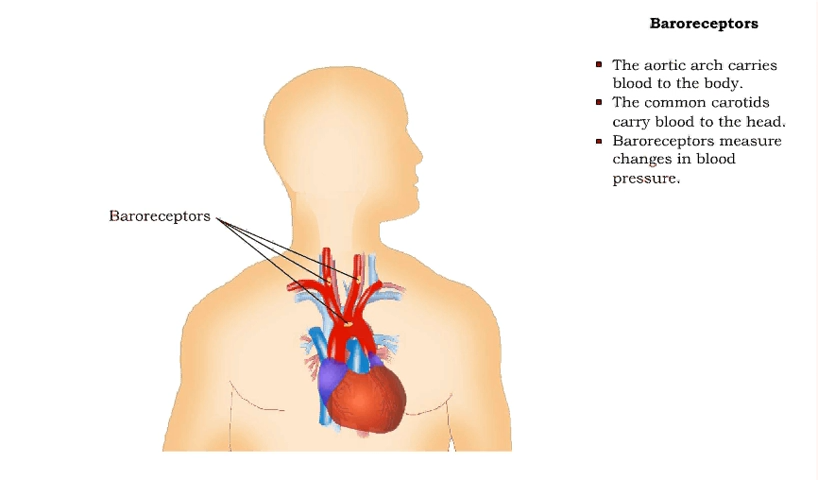 Baroreceptors
The aortic arch carries
blood to the body.
The common carotids
carry blood to the head.
Baroreceptors measure
changes in blood
pressure.
Baroreceptors